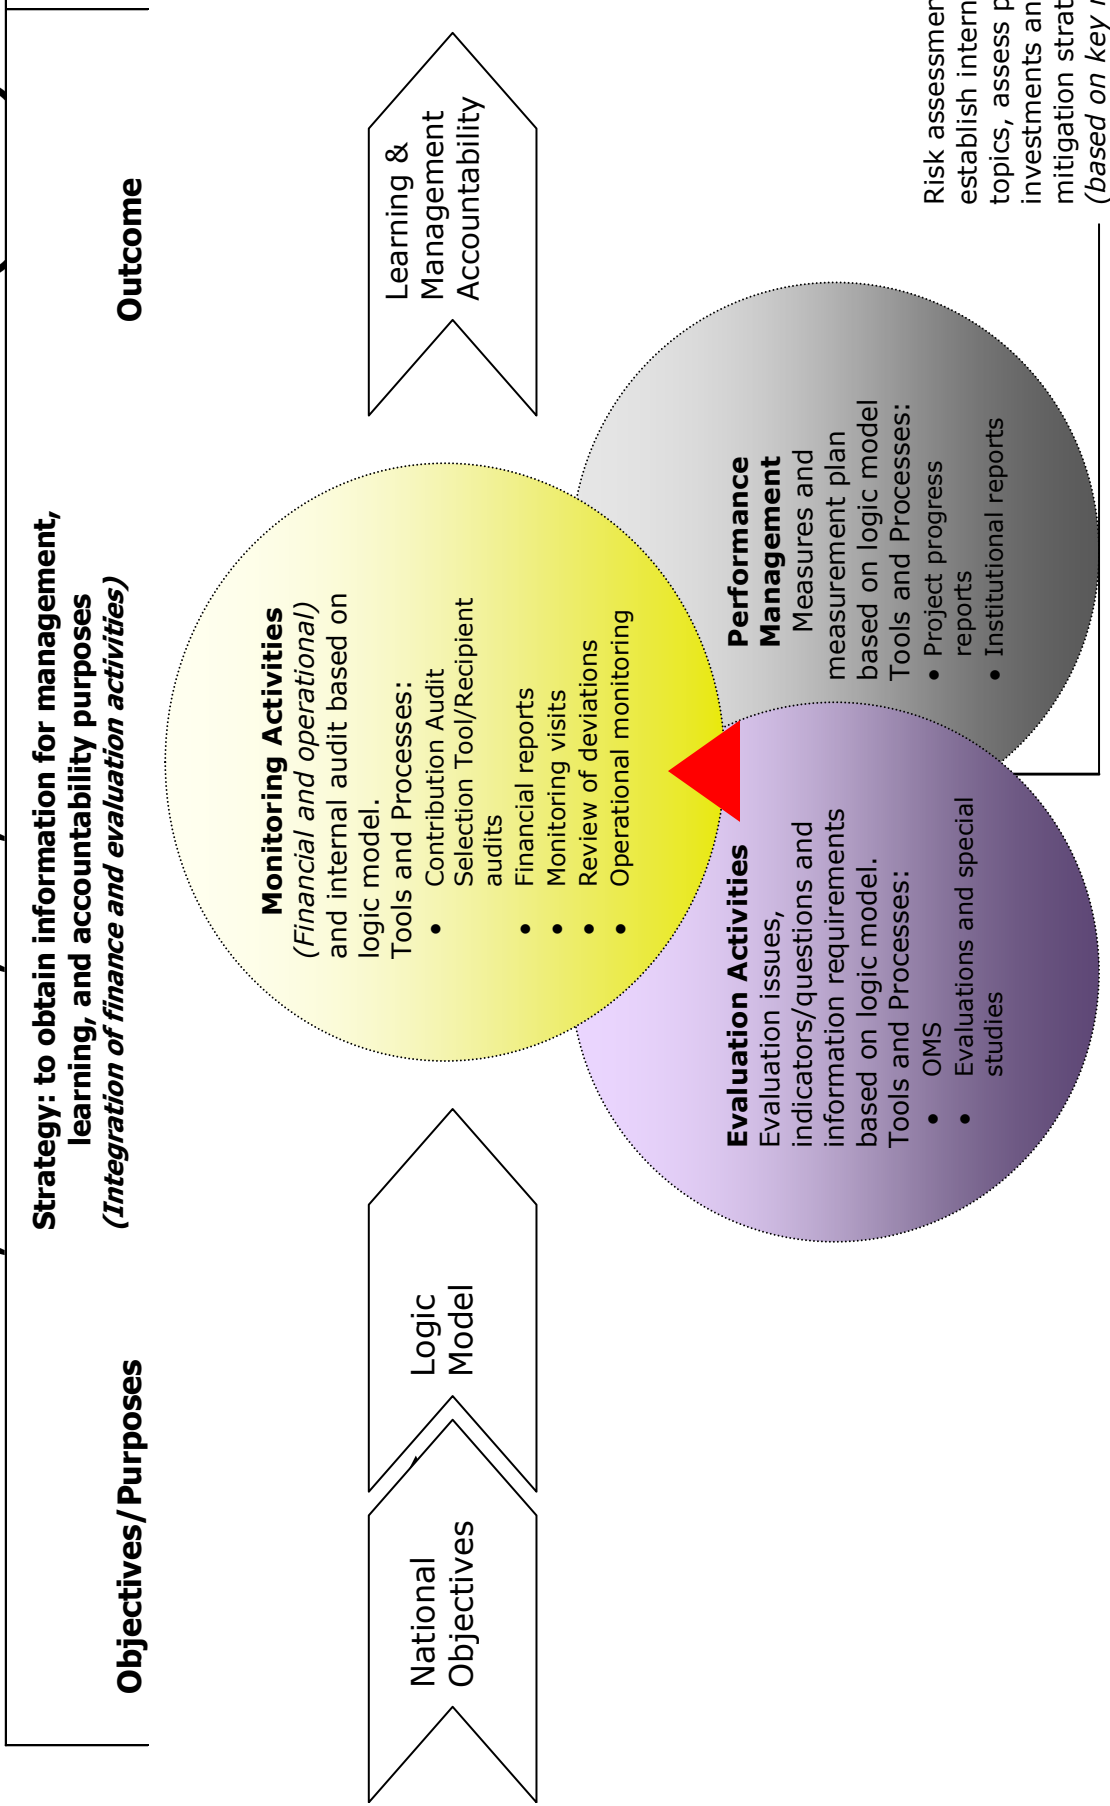 Strategy: to obtain information for management,
learning, and accountability purposes
(Integration of finance and evaluation activities)
Objectives/Purposes
Outcome
National
Objectives
Logic
Model
Monitoring Activities
(Financial and operational)
and internal audit based on
logic model.
Tools and Processes:
• Contribution Audit
Selection Tool/Recipient
audits
• Financial reports
• Monitoring visits
• Review of deviations
• Operational monitoring
Learning &
Management
Accountability
Evaluation Activities
Evaluation issues,
indicators/questions and
information requirements
based on logic model.
Tools and Processes:
• OMS
• Evaluations and special
studies
Performance
Management
Measures and
measurement plan
based on logic model
Tools and Processes:
• Project progress
reports
• Institutional reports
Risk
establish
topics, assess
investments
mitigation
(based on key